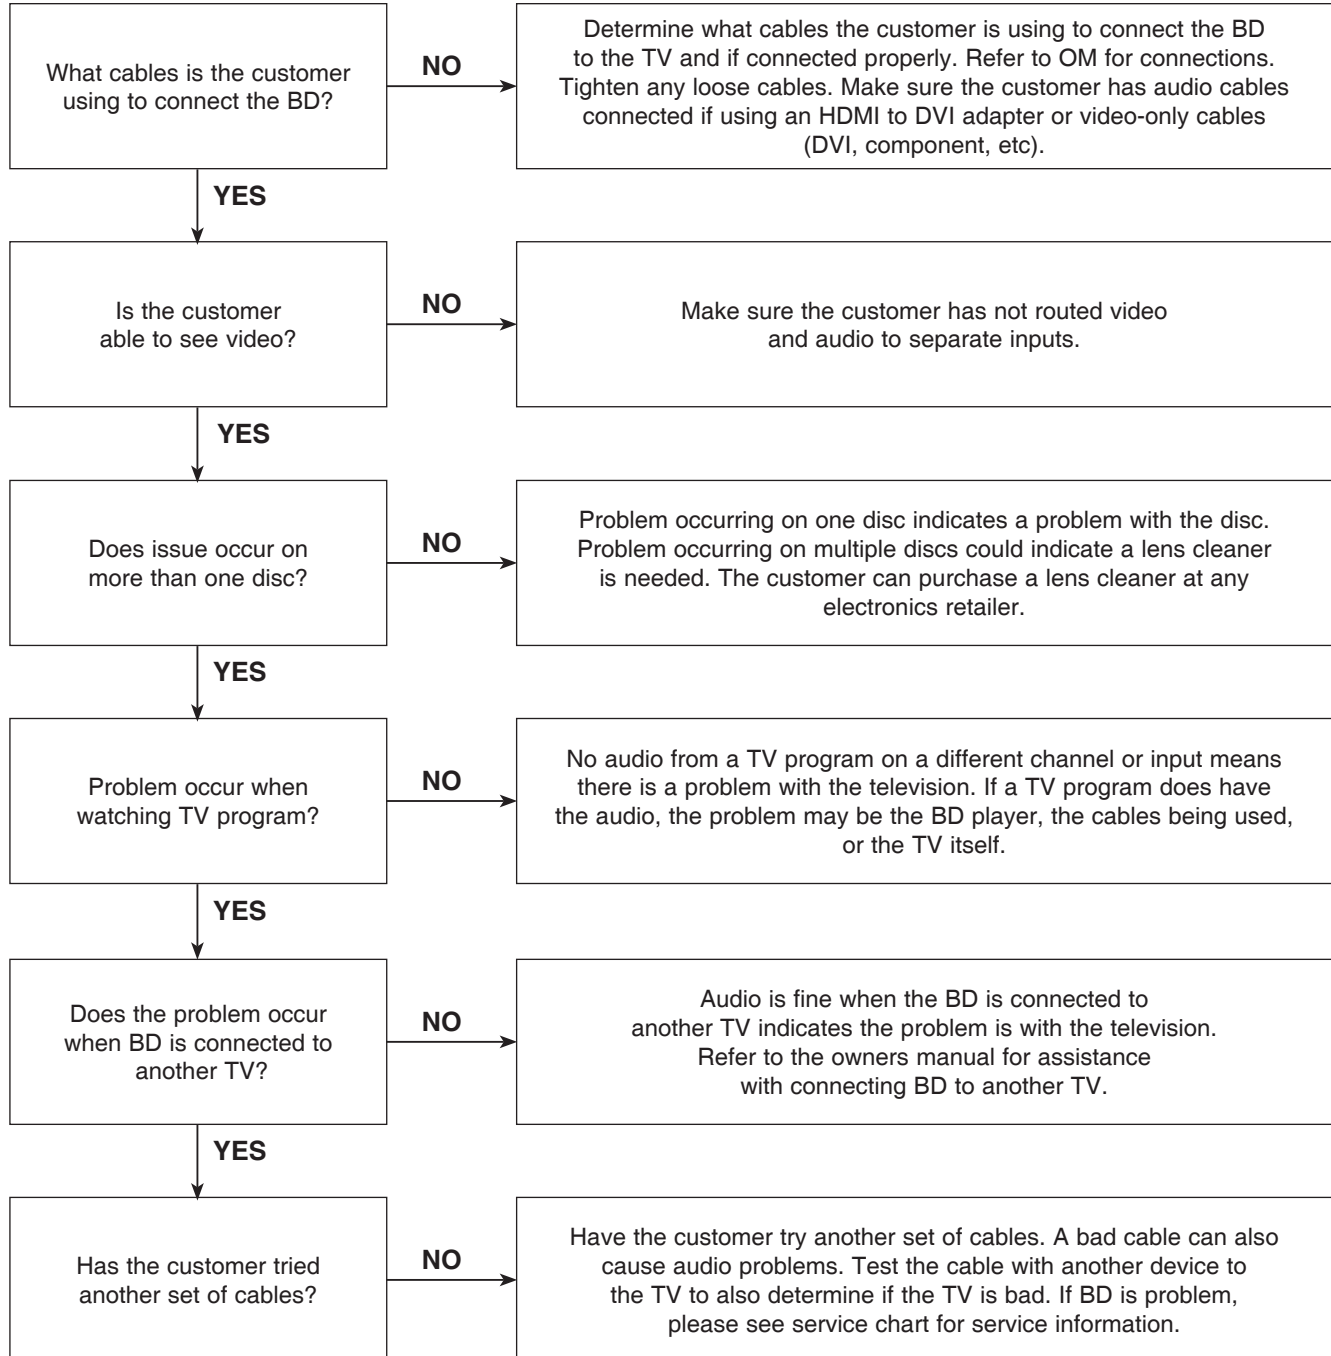 What cables is the customer
using to connect the BD?
NO
Determine what cables the customer is using to connect the BD
to the TV and if connected properly. Refer to OM for connections.
Tighten any loose cables. Make sure the customer has audio cables
connected if using an HDMI to DVI adapter or video-only cables
(DVI, component, etc).
YES
Is the customer
able to see video?
NO
Make sure the customer has not routed video
and audio to separate inputs.
YES
Does issue occur on
more than one disc?
NO
Problem occurring on one disc indicates a problem with the disc.
Problem occurring on multiple discs could indicate a lens cleaner
is needed. The customer can purchase a lens cleaner at any
electronics retailer.
YES
Problem occur when
watching TV program?
NO
No audio from a TV program on a different channel or input means
there is a problem with the television. If a TV program does have
the audio, the problem may be the BD player, the cables being used,
or the TV itself.
YES
Does the problem occur
when BD is connected to
another TV?
NO
Audio is fine when the BD is connected to
another TV indicates the problem is with the television.
Refer to the owners manual for assistance
with connecting BD to another TV.
YES
Has the customer tried
another set of cables?
NO
Have the customer try another set of cables. A bad cable can also
cause audio problems. Test the cable with another device to
the TV to also determine if the TV is bad. If BD is problem,
please see service chart for service information.